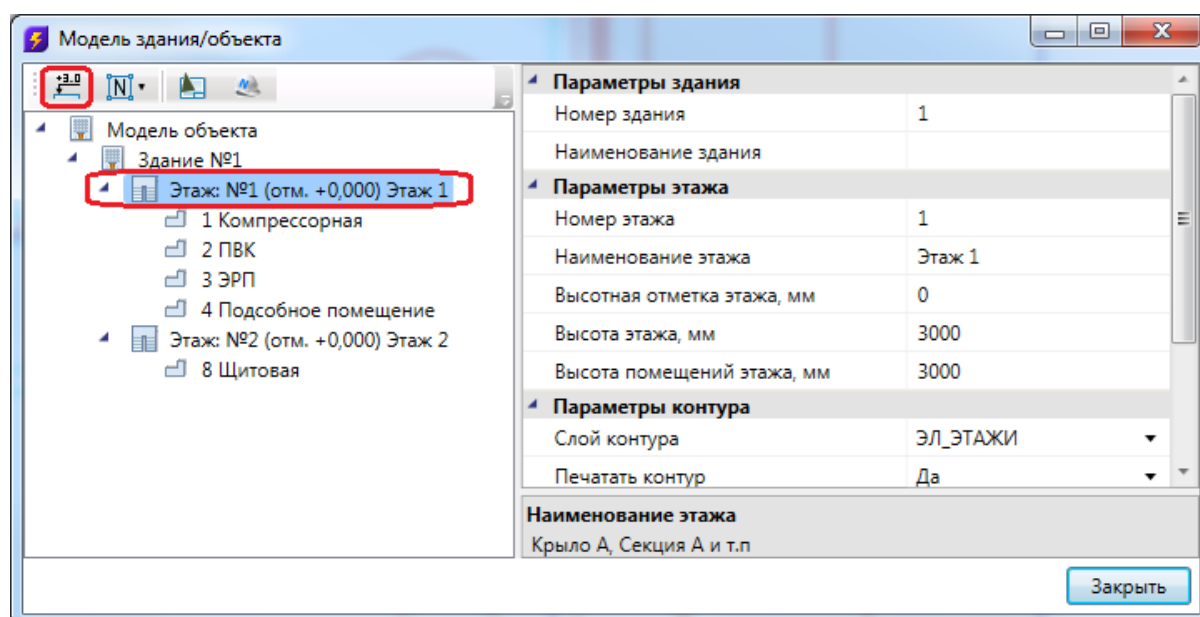 Модель здания/объекта
+3.0
N
Модель объекта
Здание №1
Этаж: №1 (отм. +0,000) Этаж 1
1 Компрессорная
2 ПВК
3 ЭРП
4 Подсобное помещение
Этаж: №2 (отм. +0,000) Этаж 2
8 Щитовая
Параметры здания
Номер здания 1
Наименование здания
Параметры этажа
Номер этажа 1
Наименование этажа Этаж 1
Высотная отметка этажа, мм 0
Высота этажа, мм 3000
Высота помещений этажа, мм 3000
Параметры контура
Слой контура ЭЛ_ЭТАЖИ
Печатать контур Да
Наименование этажа
Крыло А, Секция А и т.п
Закрыть